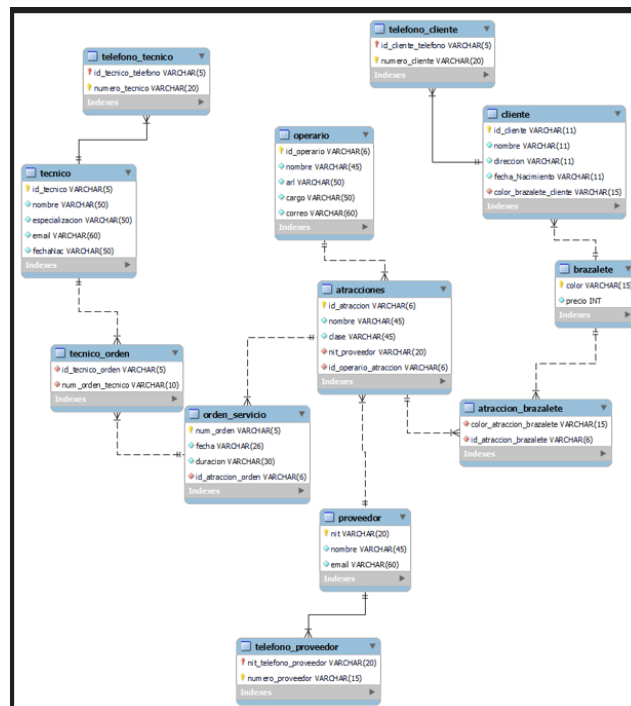 telefono_cliente
id_cliente_telefono VARCHAR(5)
numero_cliente VARCHAR(20)
Indexes
telefono_tecnico
id_tecnico_telefono VARCHAR(5)
numero_tecnico VARCHAR(20)
Indexes
cliente
id_cliente VARCHAR(11)
nombre VARCHAR(11)
direccion VARCHAR(11)
fecha_Nacimiento VARCHAR(11)
color_brazalete_cliente VARCHAR(15)
Indexes
operario
id_operario VARCHAR(6)
nombre VARCHAR(45)
arl VARCHAR(50)
cargo VARCHAR(50)
correo VARCHAR(60)
Indexes
tecnico
id_tecnico VARCHAR(5)
nombre VARCHAR(50)
especializacion VARCHAR(50)
email VARCHAR(60)
fechaNac VARCHAR(50)
Indexes
brazalete
color VARCHAR(15)
precio INT
Indexes
atracciones
id_atraccion VARCHAR(6)
nombre VARCHAR(45)
clase VARCHAR(45)
nit_proveedor VARCHAR(20)
id_operario_atraccion VARCHAR(6)
Indexes
tecnico_orden
id_tecnico_orden VARCHAR(5)
num_orden_tecnico VARCHAR(10)
Indexes
atraccion_brazalete
color_atraccion_brazalete VARCHAR(15)
id_atraccion_brazalete VARCHAR(6)
Indexes
orden_servicio
num_orden VARCHAR(5)
fecha VARCHAR(26)
duracion VARCHAR(30)
id_atraccion_orden VARCHAR(6)
Indexes
proveedor
nit VARCHAR(20)
nombre VARCHAR(45)
email VARCHAR(60)
Indexes
telefono_proveedor
nit_telefono_proveedor VARCHAR(20)
numero_proveedor VARCHAR(15)
Indexes